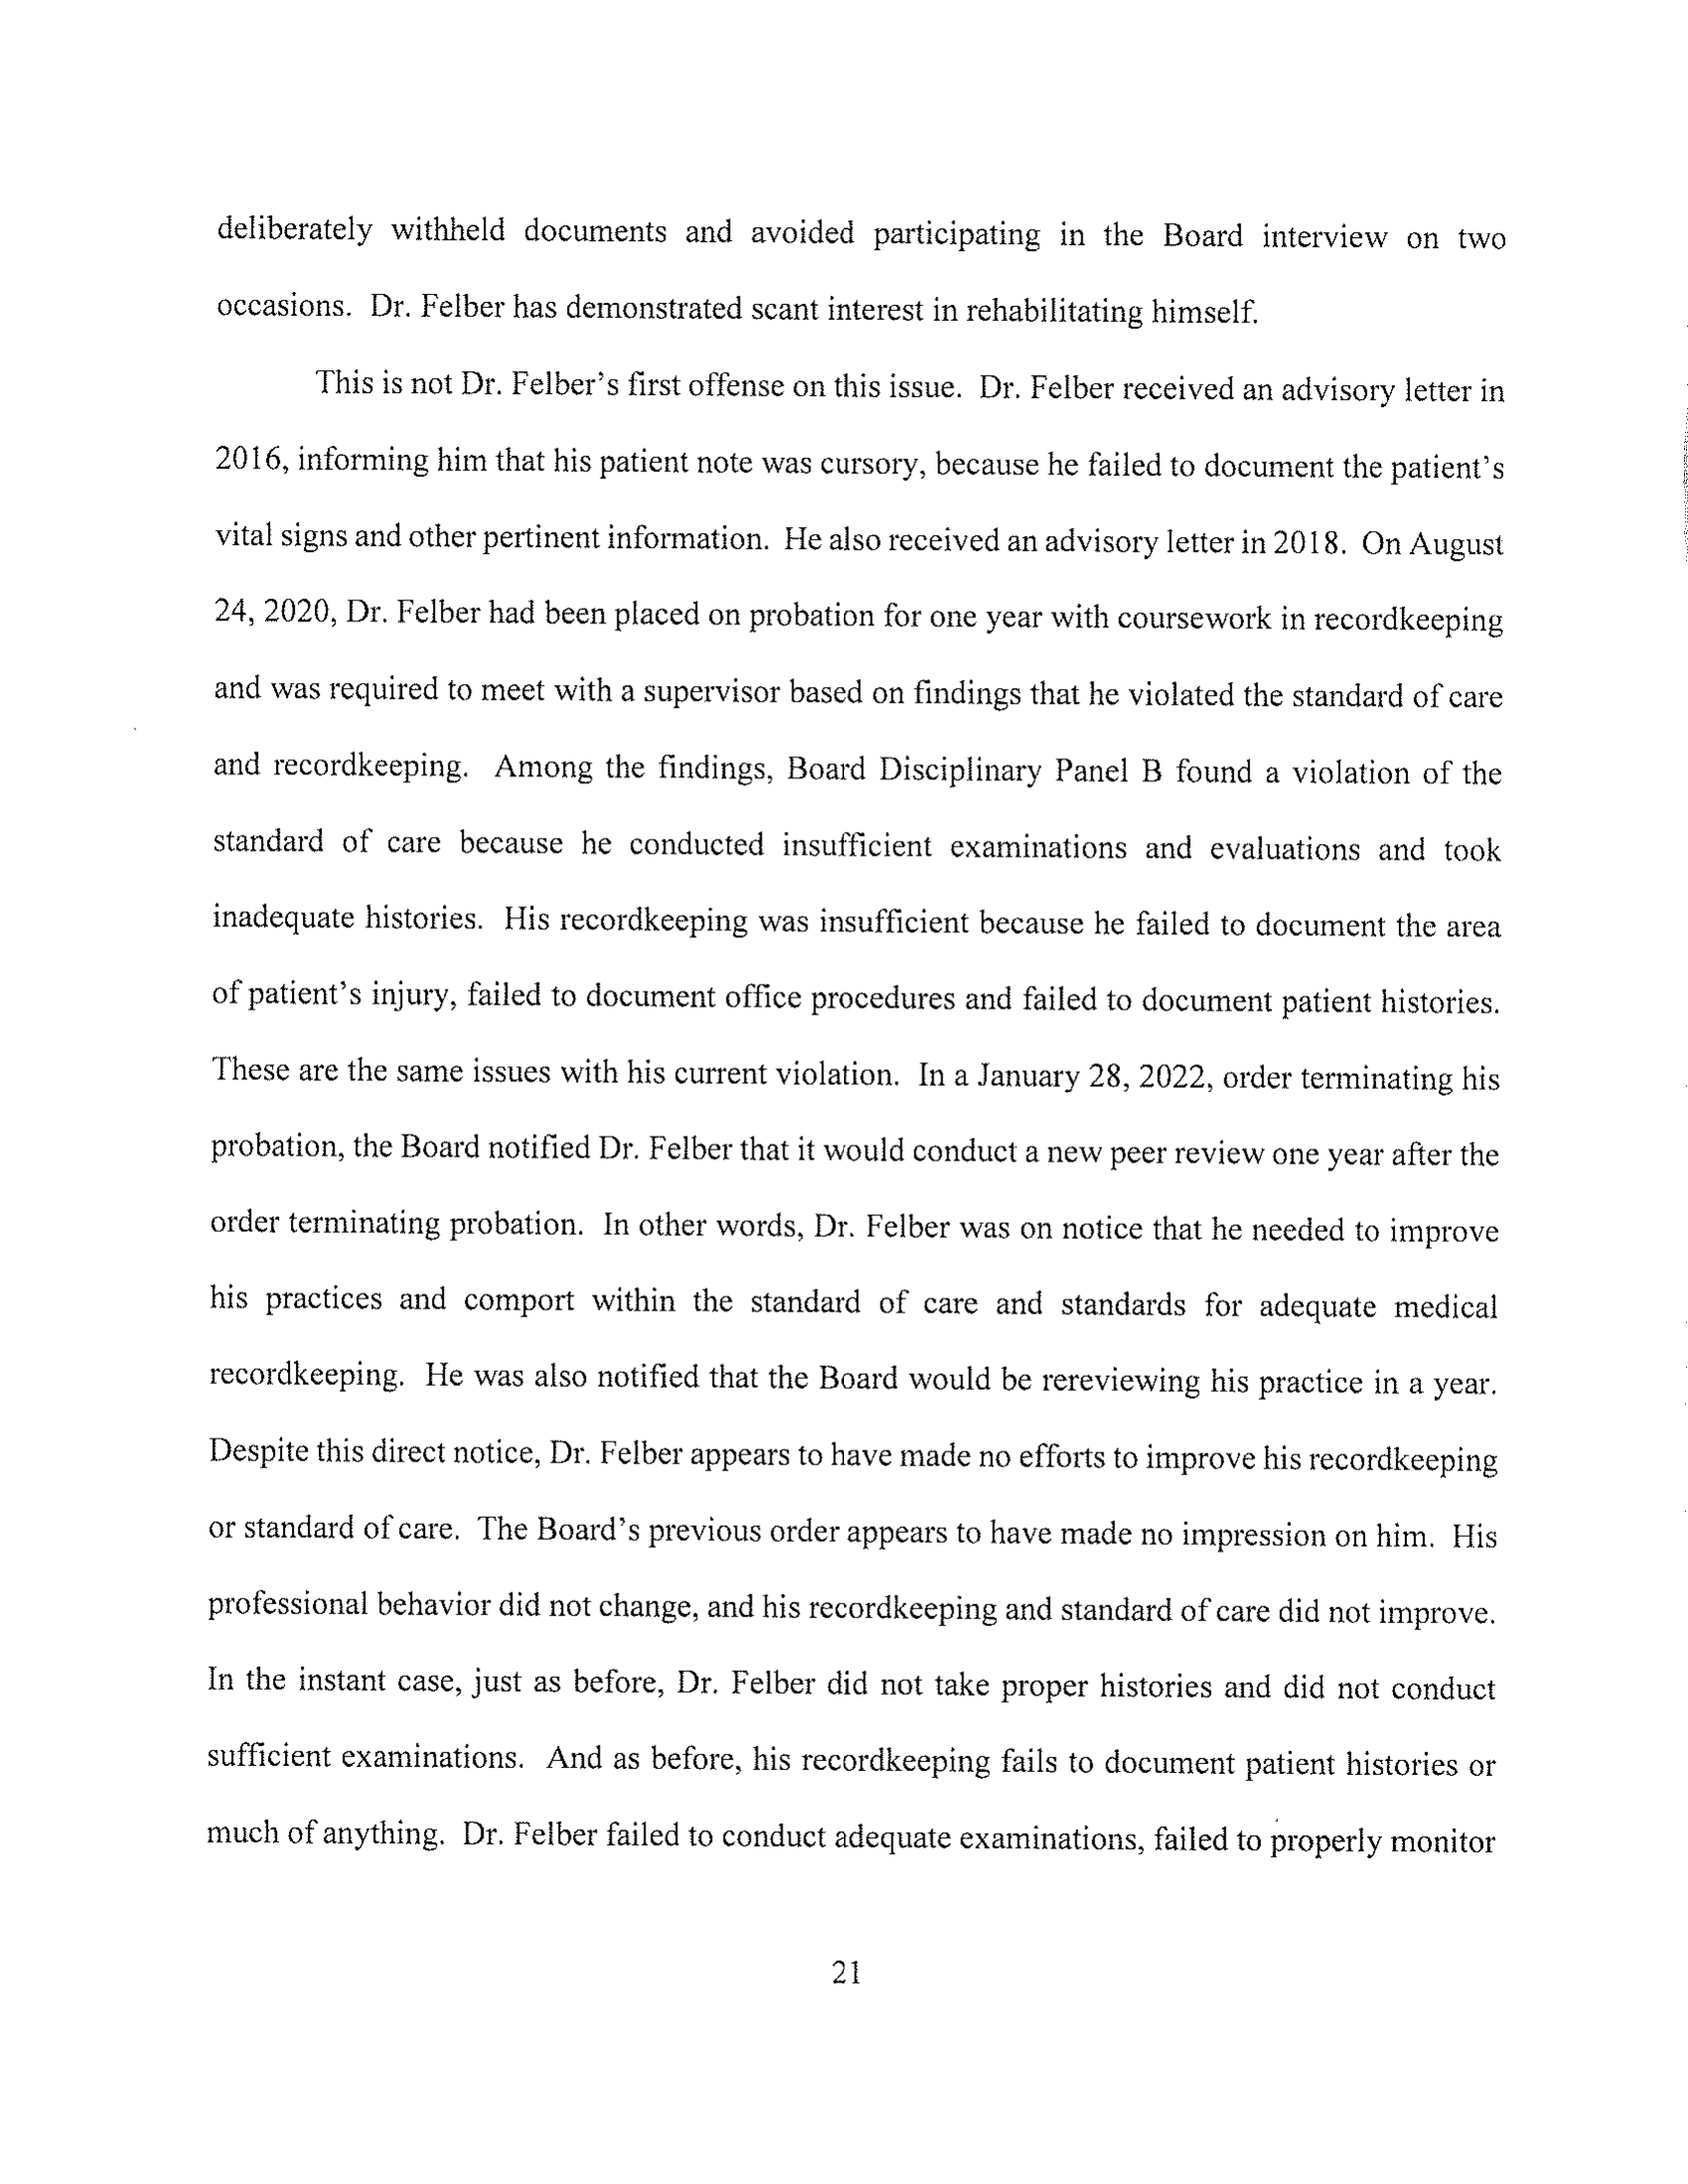 deliberately withheld documents and avoided participating in the Board interview on two
occasions. Dr. Felber has demonstrated scant interest in rehabilitating himself.
This is not Dr. Felber's first offense on this issue. Dr. Felber received an advisory letter in
2016, informing him that his patient note was cursory, because he failed to document the patient's
vital signs and other pertinent information. He also received an advisory letter in 2018. On August
24, 2020, Dr. Felber had been placed on probation for one year with coursework in recordkeeping
and was required to meet with a supervisor based on findings that he violated the standard of care
and recordkeeping. Among the findings, Board Disciplinary Panel B found a violation of the
standard of care because he conducted insufficient examinations and evaluations and took
inadequate histories. His recordkeeping was insufficient because he failed to document the area
of patient's injury, failed to document office procedures and failed to document patient histories.
These are the same issues with his current violation. In a January 28, 2022, order terminating his
probation, the Board notified Dr. Felber that it would conduct a new peer review one year after the
order terminating probation. In other words, Dr. Felber was on notice that he needed to improve
his practices and comport within the standard of care and standards for adequate medical
recordkeeping. He was also notified that the Board would be rereviewing his practice in a year.
Despite this direct notice, Dr. Felber appears to have made no efforts to improve his recordkeeping
or standard of care. The Board's previous order appears to have made no impression on him. His
professional behavior did not change, and his recordkeeping and standard of care did not improve.
In the instant case, just as before, Dr. Felber did not take proper histories and did not conduct
sufficient examinations. And as before, his recordkeeping fails to document patient histories or
much of anything. Dr. Felber failed to conduct adequate examinations, failed to properly monitor
21